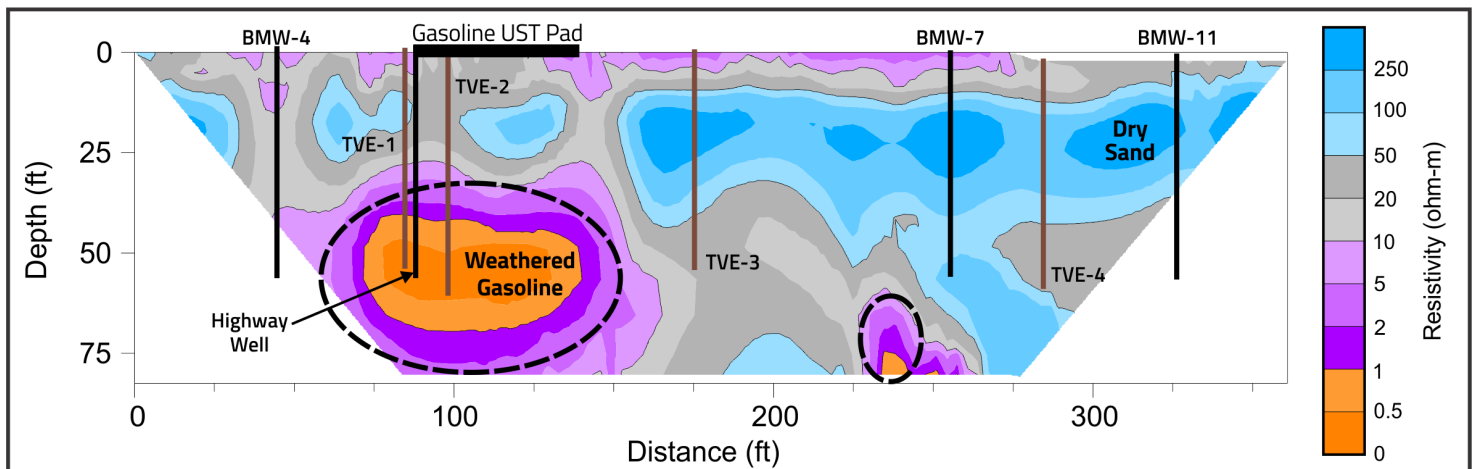 Gasoline UST Pad
BMW-4
BMW-7
BMW-11
TVE-2
TVE-1
Dry
Sand
Weathered
Gasoline
TVE-3
TVE-4
Highway
Well
Depth (ft)
0
25
50
75
0
100
200
300
Distance (ft)
250
100
50
20
10
5
2
1
0.5
0
Resistivity (ohm-m)